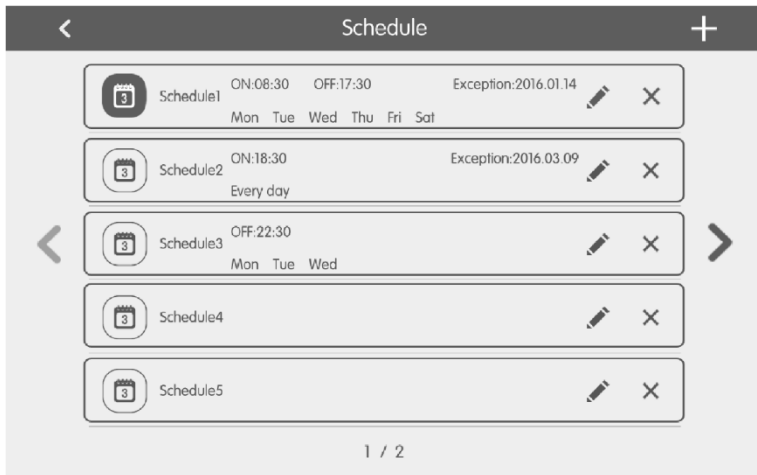 Schedule
Schedule1 ON:08:30 OFF:17:30 Exception:2016.01.14
Mon Tue Wed Thu Fri Sat
Schedule2 ON:18:30 Exception:2016.03.09
Every day
Schedule3 OFF:22:30
Mon Tue Wed
Schedule4
Schedule5
1 / 2